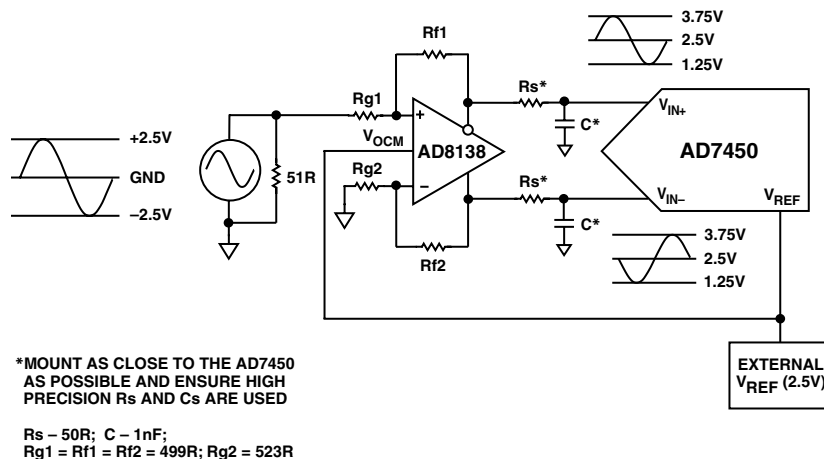 Rf1
3.75V
2.5V
1.25V
Rs*
Rg1
C*
VIN+
+2.5V
GND
–2.5V
51R
VOCM
+
AD8138
–
Rg2
AD7450
Rs*
VIN–
VREF
C*
Rf2
3.75V
2.5V
1.25V
EXTERNAL
VREF (2.5V)
*MOUNT AS CLOSE TO THE AD7450
AS POSSIBLE AND ENSURE HIGH
PRECISION Rs AND Cs ARE USED
Rs – 50R; C – 1nF;
Rg1 = Rf1 = Rf2 = 499R; Rg2 = 523R